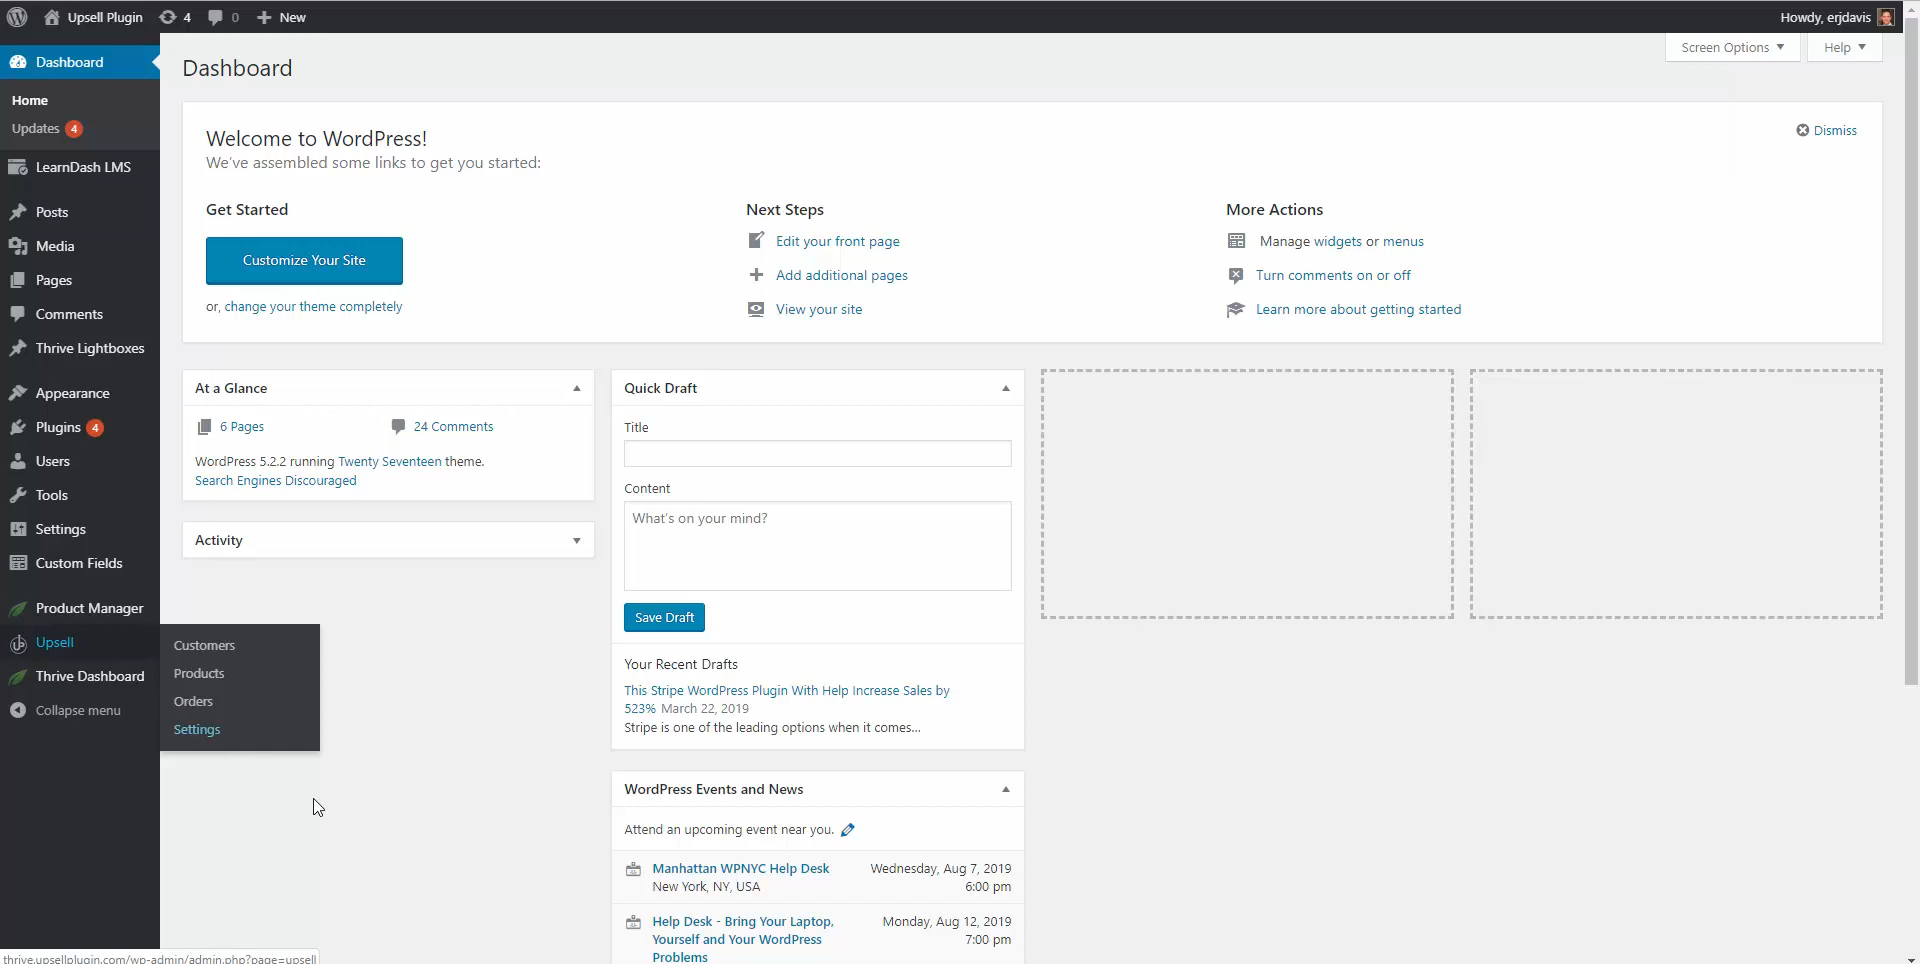 Upsell Plugin
4
0
New
Howdy, erjdavis
Dashboard
Home
Updates 4
LearnDash LMS
Posts
Media
Pages
Comments
Thrive Lightboxes
Appearance
Plugins 4
Users
Tools
Settings
Custom Fields
Product Manager
Upsell
Thrive Dashboard
Collapse menu
Customers
Products
Orders
Settings
Screen Options
Help
Dashboard
Welcome to WordPress!
We've assembled some links to get you started:
Dismiss
Get Started
Customize Your Site
or, change your theme completely
Next Steps
Edit your front page
Add additional pages
View your site
More Actions
Manage widgets or menus
Turn comments on or off
Learn more about getting started
At a Glance
6 Pages
24 Comments
WordPress 5.2.2 running Twenty Seventeen theme.
Search Engines Discouraged
Activity
Quick Draft
Title
Content
What's on your mind?
Save Draft
Your Recent Drafts
This Stripe WordPress Plugin With Help Increase Sales by
523% March 22, 2019
Stripe is one of the leading options when it comes…
WordPress Events and News
Attend an upcoming event near you.
Manhattan WPNYC Help Desk
New York, NY, USA
Wednesday, Aug 7, 2019
6:00 pm
Help Desk - Bring Your Laptop,
Yourself and Your WordPress
Problems
Monday, Aug 12, 2019
7:00 pm
thrive.upsellplugin.com/wp-admin/admin.php?page=upsell